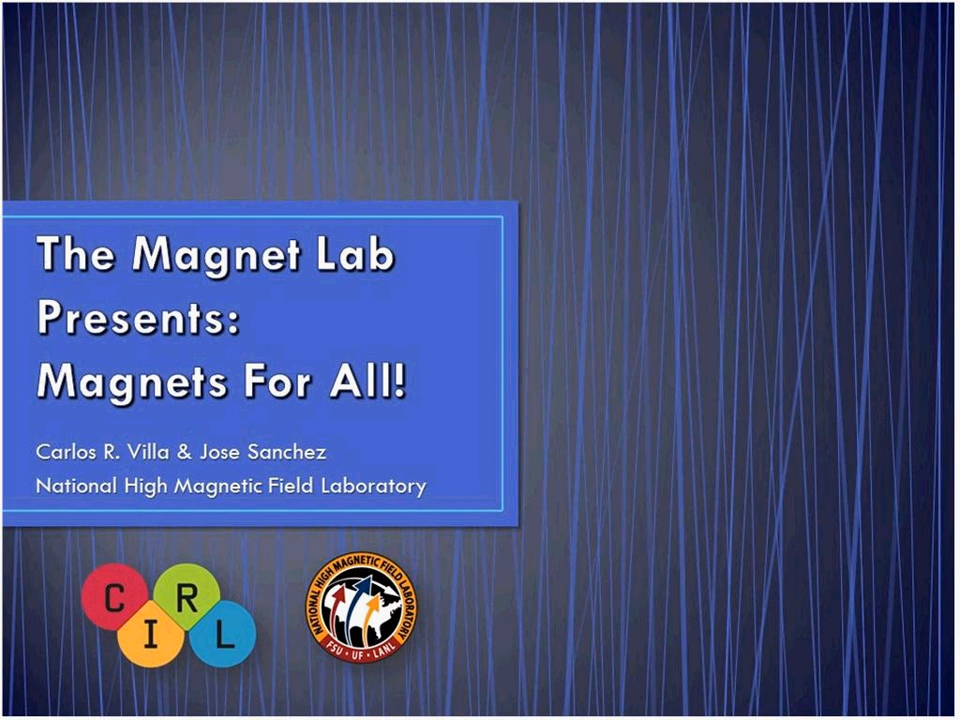 The Magnet Lab
Presents:
Magnets For All!
Carlos R. Villa & Jose Sanchez
National High Magnetic Field Laboratory
C R
I L
NATIONAL HIGH MAGNETIC FIELD LABORATORY
FSU · UF · LANL